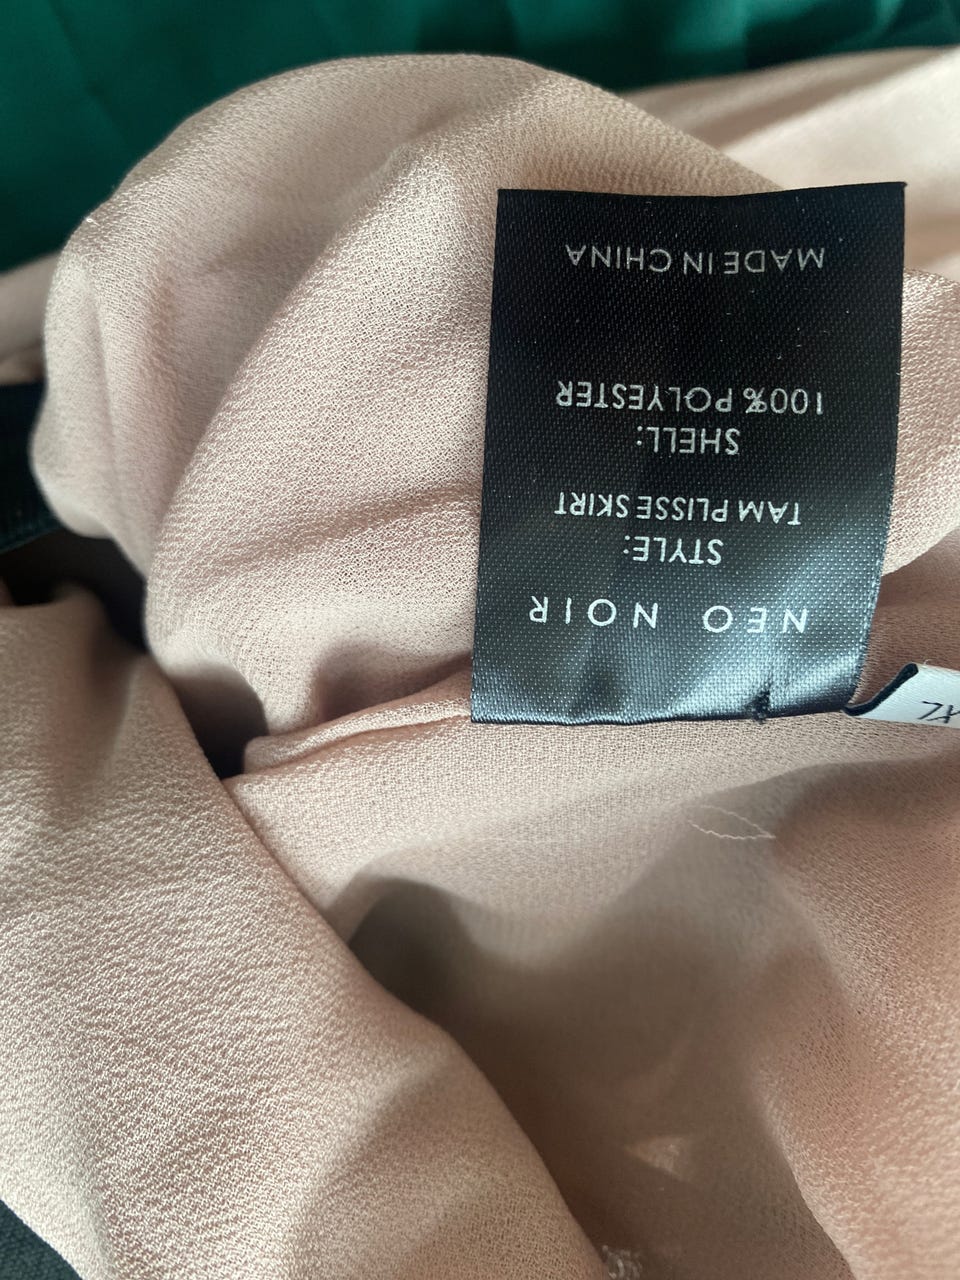 NEO NOIR
STYLE:
TAM PLISSE SKIRT
SHELL:
100% POLYESTER
MADE IN CHINA